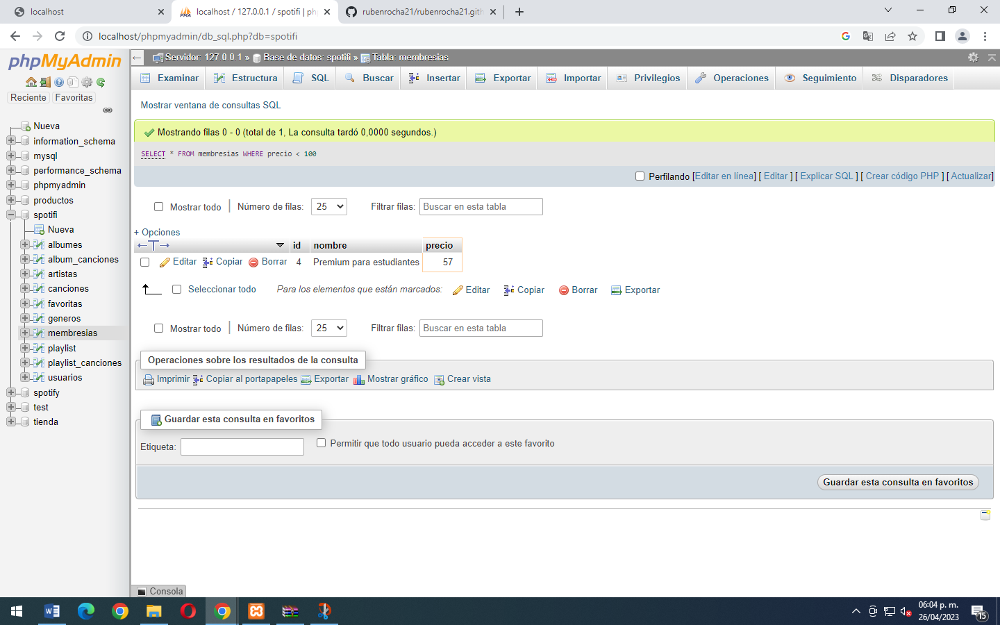 localhost
localhost / 127.0.0.1 / spotifi | ph
rubenrocha21/rubenrocha21.gith
localhost/phpmyadmin/db_sql.php?db=spotifi
phpMyAdmin
Reciente
Favoritas
Nueva
information_schema
mysql
performance_schema
phpmyadmin
productos
spotifi
Nueva
albumes
album_canciones
artistas
canciones
favoritas
generos
membresias
playlist
playlist_canciones
usuarios
spotify
test
tienda
Servidor: 127.0.0.1 » Base de datos: spotifi » Tabla: membresias
Examinar Estructura SQL Buscar Insertar Exportar Importar Privilegios Operaciones Seguimiento Disparadores
Mostrar ventana de consultas SQL
Mostrando filas 0 - 0 (total de 1, La consulta tardó 0,0000 segundos.)
SELECT * FROM membresias WHERE precio < 100
Perfilando [Editar en línea] [ Editar ] [ Explicar SQL ] [ Crear código PHP ] [ Actualizar]
Mostrar todo | Número de filas: 25 Filtrar filas: Buscar en esta tabla
+ Opciones
←T→ id nombre precio
Editar Copiar Borrar 4 Premium para estudiantes 57
Seleccionar todo Para los elementos que están marcados: Editar Copiar Borrar Exportar
Mostrar todo | Número de filas: 25 Filtrar filas: Buscar en esta tabla
Operaciones sobre los resultados de la consulta
Imprimir Copiar al portapapeles Exportar Mostrar gráfico Crear vista
Guardar esta consulta en favoritos
Etiqueta: Permitir que todo usuario pueda acceder a este favorito
Guardar esta consulta en favoritos
Consola
06:04 p. m.
26/04/2023
15